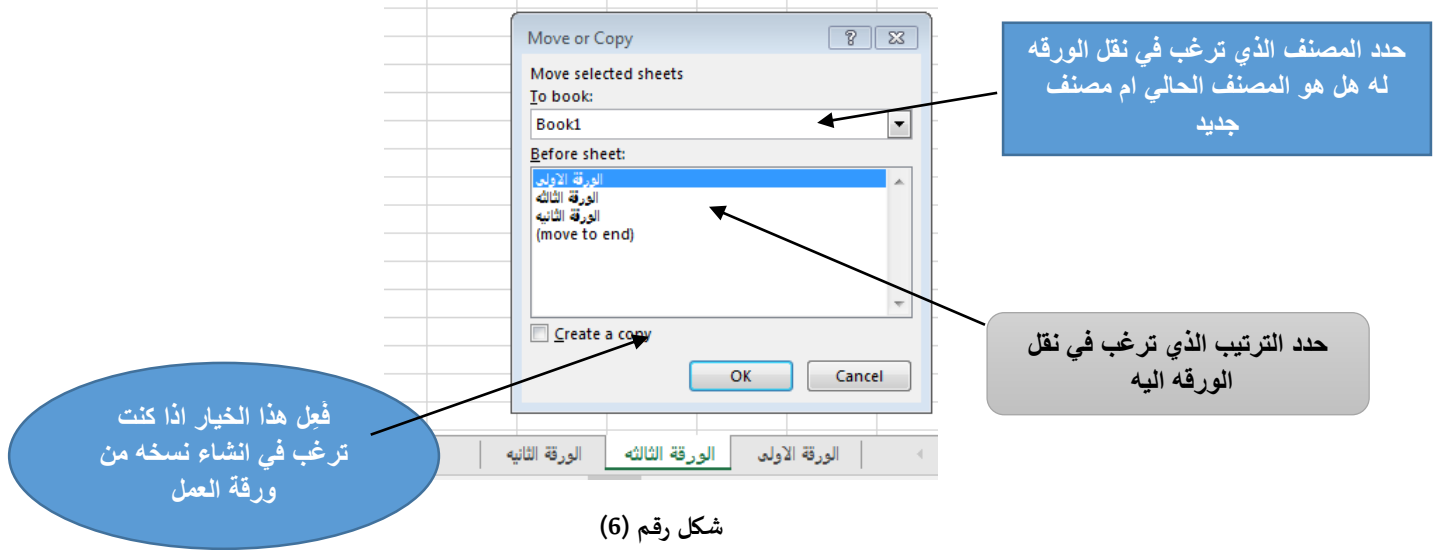 Move or Copy
Move selected sheets
To book:
Book1
Before sheet:
الورقة الاولى
الورقة الثالثه
الورقة الثانيه
(move to end)
Create a copy
OK
Cancel
حدد المصنف الذي ترغب في نقل الورقه
له هل هو المصنف الحالي ام مصنف
جديد
حدد الترتيب الذي ترغب في نقل
الورقه اليه
فَعِل هذا الخيار اذا كنت
ترغب في انشاء نسخه من
ورقة العمل
الورقة الاولى
الورقة الثالثه
الورقة الثانيه
شكل رقم (6)